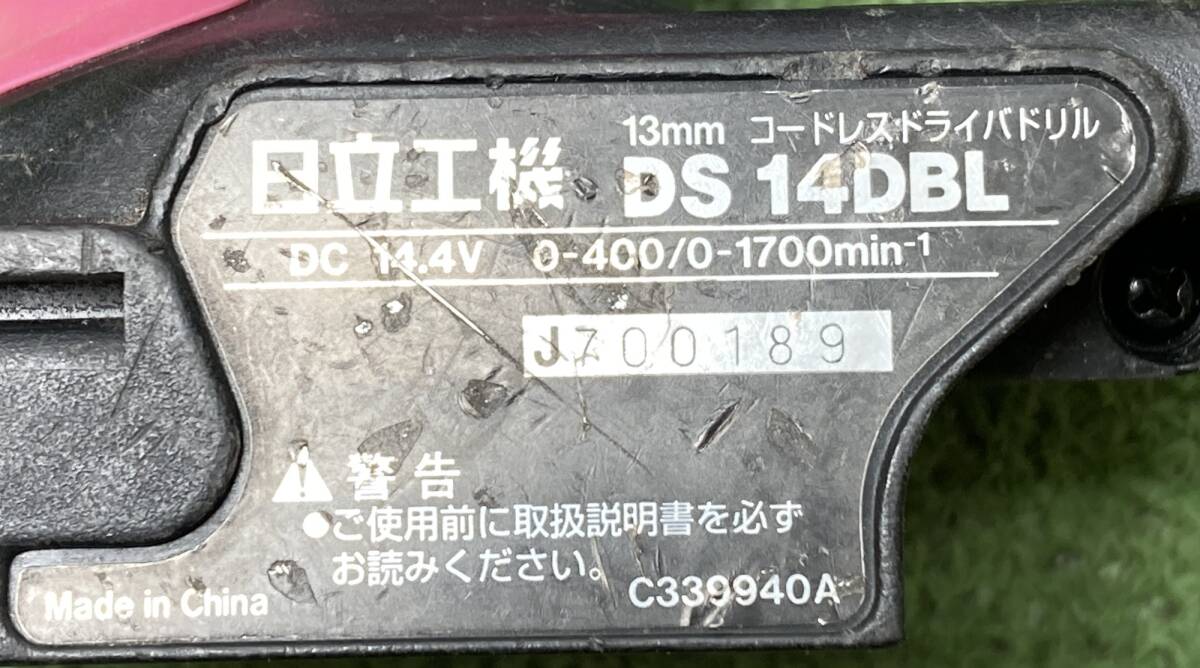 13mm コードレスドライバドリル
日立工機 DS 14DBL
DC 14.4V 0-400/0-1700min⁻¹
J700189
警告
●ご使用前に取扱説明書を必ず
お読みください。
C339940A
Made in China